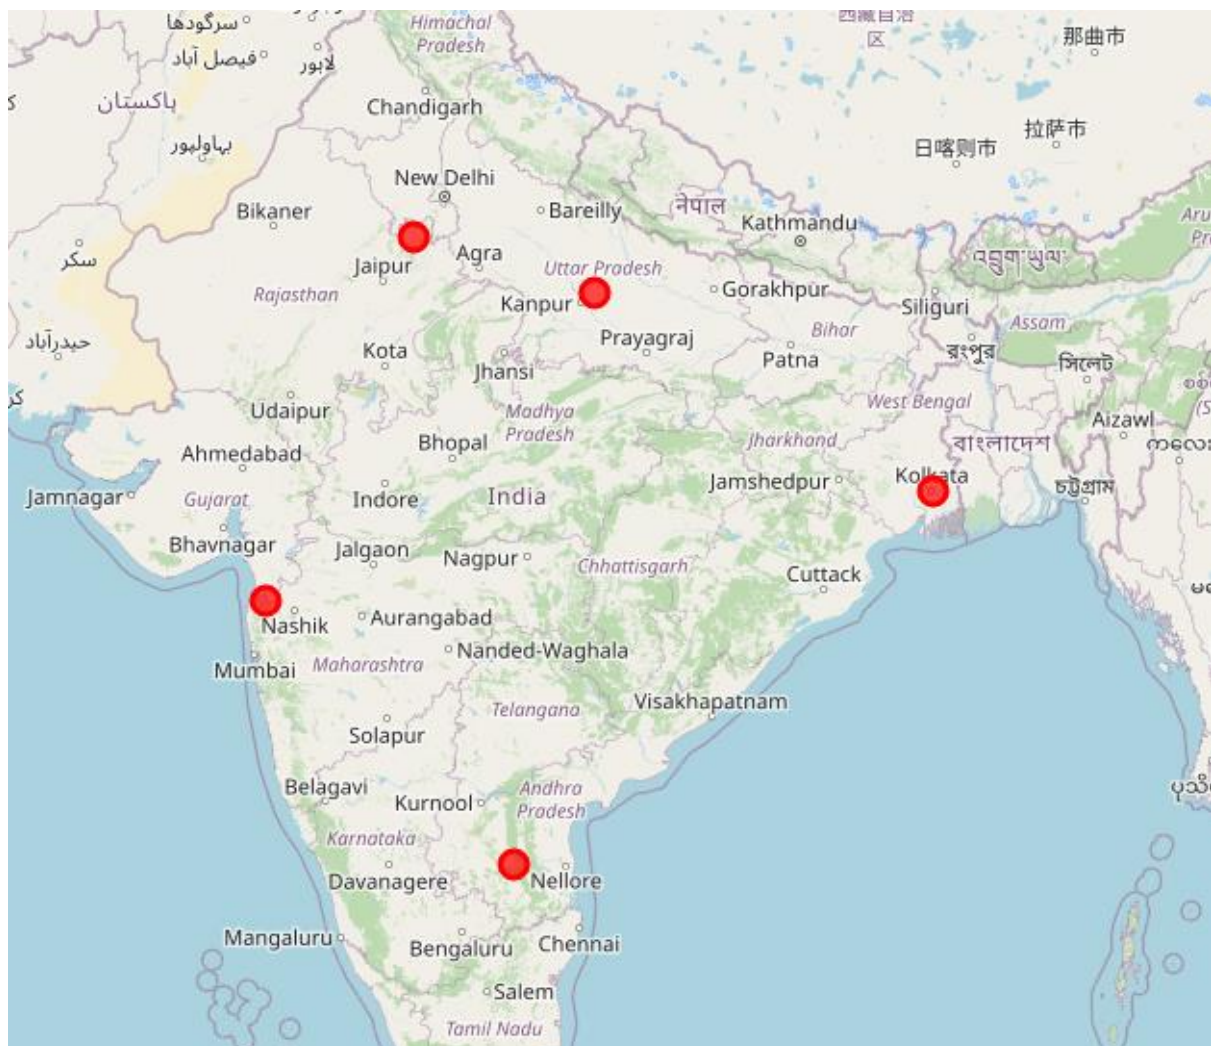 سرگودھا
Himachal
Pradesh
西藏自治
区
那曲市
فیصل آباد
لاہور
پاکستان
Chandigarh
拉萨市
日喀则市
بہاولپور
New Delhi
Bikaner
Bareilly
नेपाल
Kathmandu
Aru
Pr
Agra
འབྲུག་ཡུལ་
سکر
Jaipur
Uttar Pradesh
Rajasthan
Kanpur
Gorakhpur
Siliguri
Assam
Bihar
حیدرآباد
Prayagraj
Kota
Patna
রংপুর
সিলেট
Jhansi
کر
Udaipur
Madhya
Pradesh
West Bengal
Aizawl
Bhopal
Jharkhand
বাংলাদেশ
Ahmedabad
Kolkata
Jamnagar
Gujarat
Indore
India
Jamshedpur
চট্টগ্রাম
Bhavnagar
Jalgaon
Nagpur
Chhattisgarh
Cuttack
Nashik
Aurangabad
Nanded-Waghala
Mumbai
Maharashtra
Telangana
Visakhapatnam
Solapur
Belagavi
Kurnool
Andhra
Pradesh
Karnataka
Davanagere
Nellore
Mangaluru
Bengaluru
Chennai
Salem
Tamil Nadu